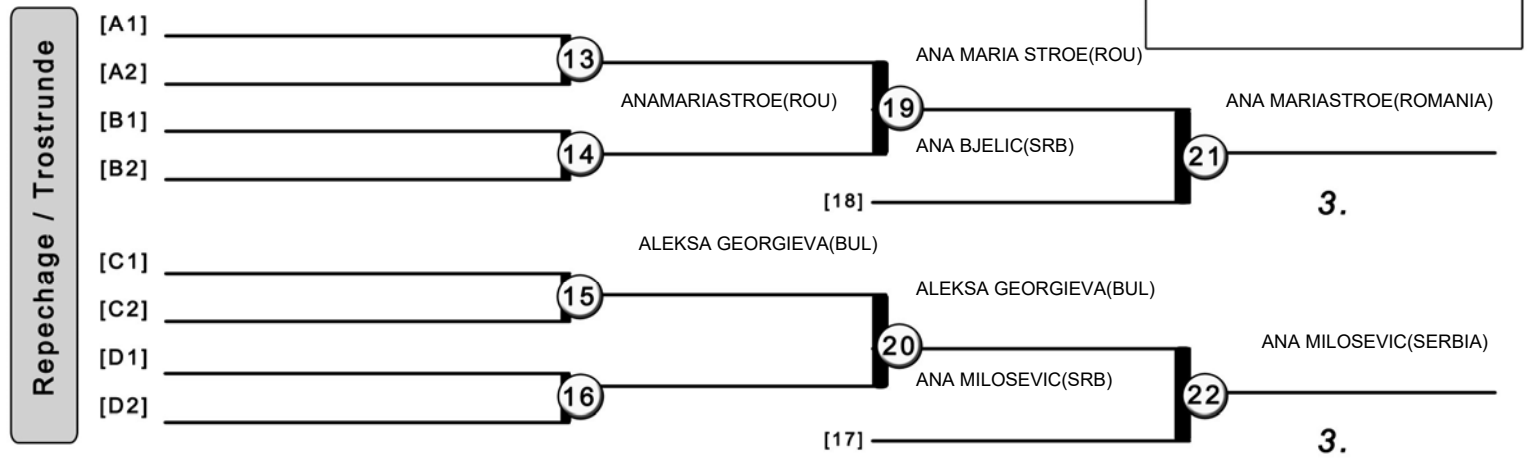 Repechage / Trostrunde
[A1]
[A2]
[B1]
[B2]
13
14
ANAMARIASTROE(ROU)
ANA MARIA STROE(ROU)
19
ANA BJELIC(SRB)
[18]
ANA MARIASTROE(ROMANIA)
21
3.
[C1]
[C2]
[D1]
[D2]
15
16
ALEKSA GEORGIEVA(BUL)
ALEKSA GEORGIEVA(BUL)
20
ANA MILOSEVIC(SRB)
[17]
ANA MILOSEVIC(SERBIA)
22
3.